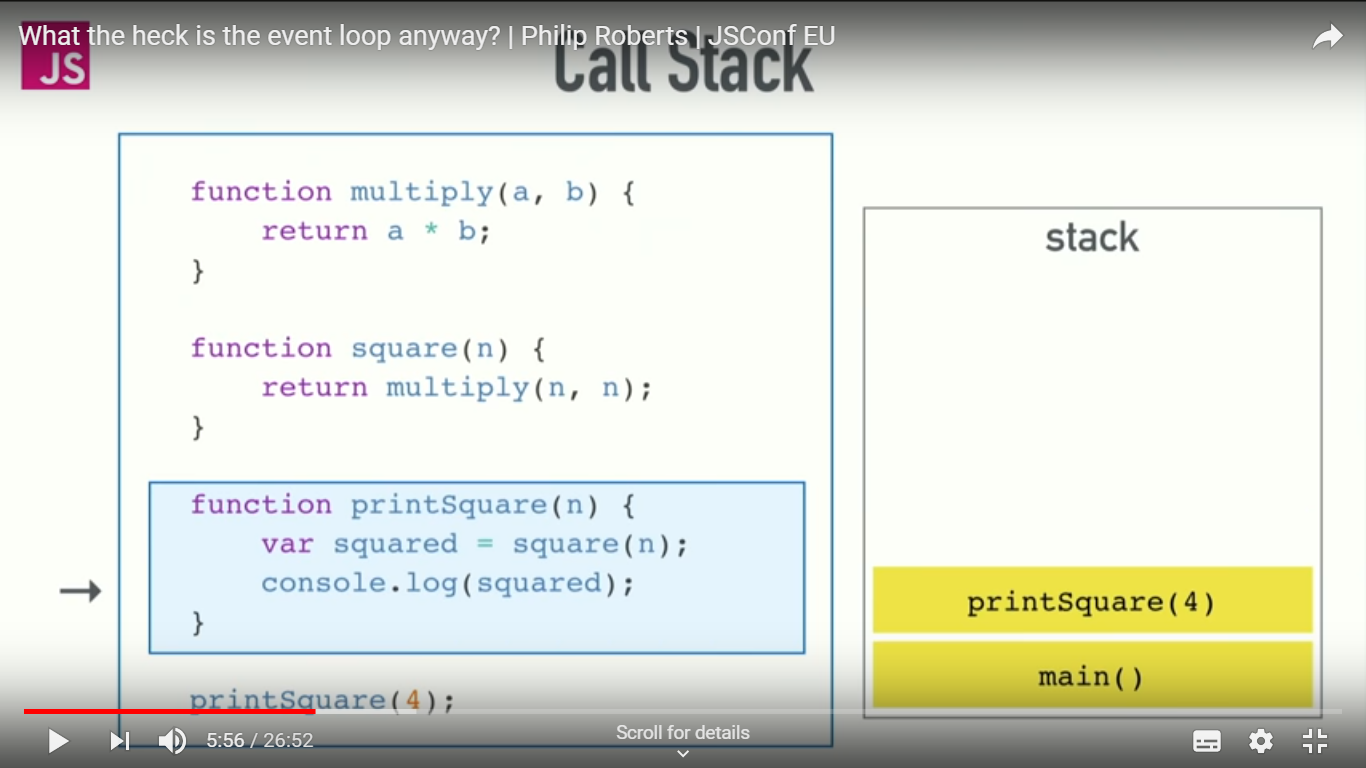 What the heck is the event loop anyway? | Philip Roberts | JSConf EU
JS
Call Stack
function multiply(a, b) {
    return a * b;
}
function square(n) {
    return multiply(n, n);
}
function printSquare(n) {
    var squared = square(n);
    console.log(squared);
}
printSquare(4);
stack
printSquare(4)
main()
5:56 / 26:52
Scroll for details